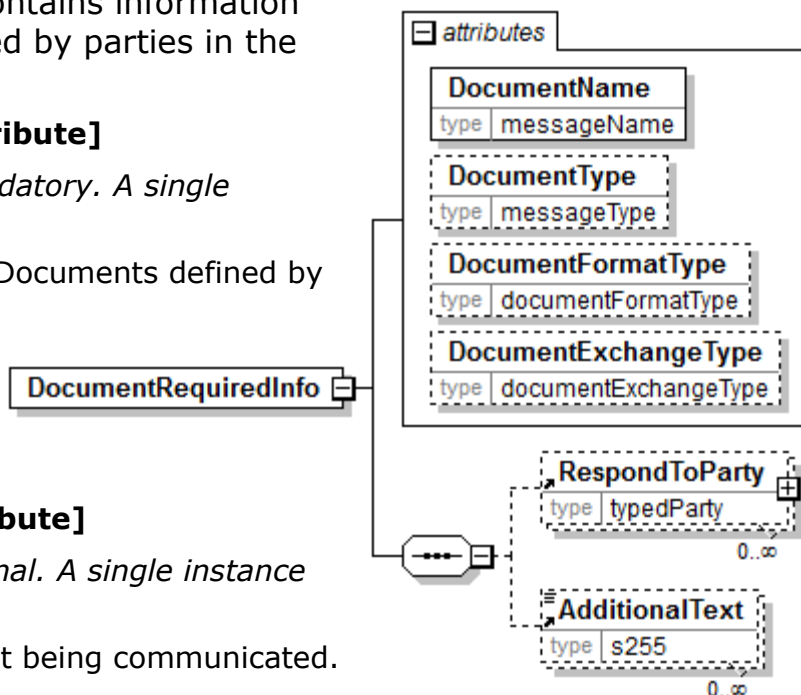 ontains information
ed by parties in the
ribute]
datory. A single
Documents defined by
DocumentRequiredInfo
bute]
nal. A single instance
t being communicated.
attributes
DocumentName
type messageName
DocumentType
type messageType
DocumentFormatType
type documentFormatType
DocumentExchangeType
type documentExchangeType
RespondToParty
type typedParty
0..∞
AdditionalText
type s255
0..∞